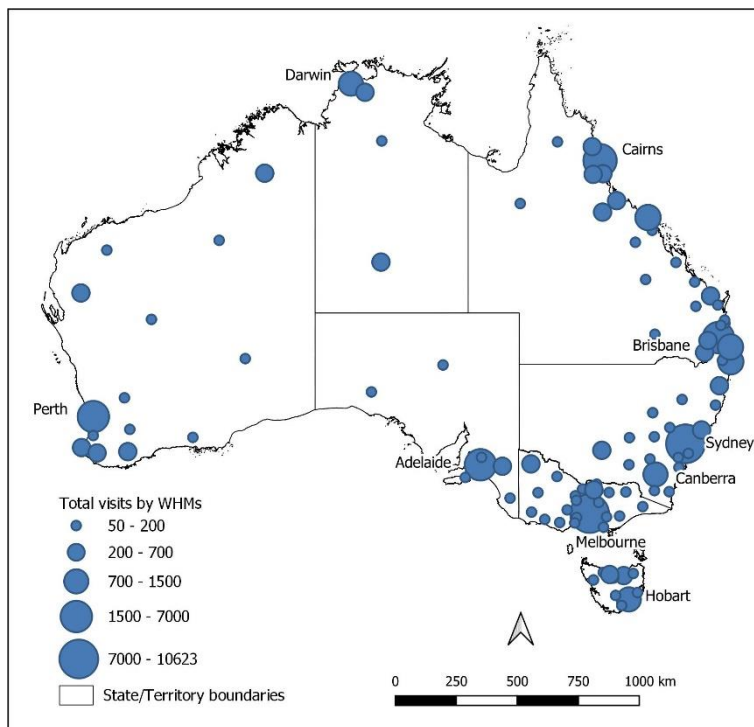 Darwin
Cairns
Brisbane
Perth
Adelaide
Sydney
Canberra
Melbourne
Hobart
Total visits by WHMs
50 - 200
200 - 700
700 - 1500
1500 - 7000
7000 - 10623
State/Territory boundaries
0 250 500 750 1000 km